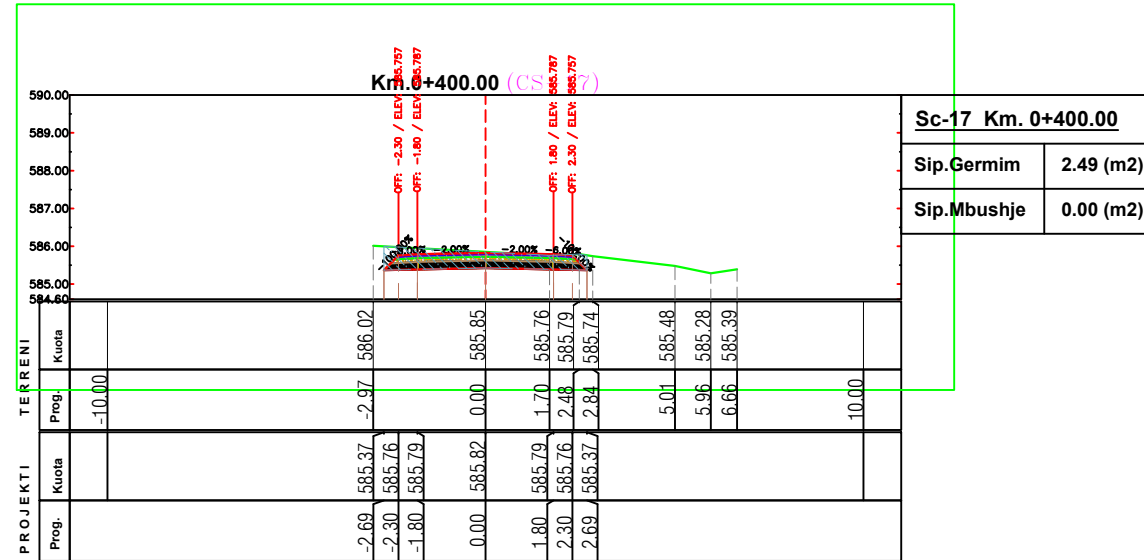 Km.0+400.00 (CS 7)
OFF: -2.30 / ELEV: 585.757
OFF: -1.80 / ELEV: 585.787
OFF: 1.80 / ELEV: 585.787
OFF: 2.30 / ELEV: 585.757
590.00
589.00
588.00
587.00
586.00
585.00
584.60
-2.00%
-2.00%
Sc-17 Km. 0+400.00
Sip.Germim 2.49 (m2)
Sip.Mbushje 0.00 (m2)
TERRENI
Kuota 586.02 585.85 585.76 585.79 585.74 585.48 585.28 585.39
Prog. -10.00 -2.97 0.00 1.70 2.48 2.84 5.01 5.96 6.66 10.00
PROJEKTI
Kuota 585.37 585.76 585.79 585.82 585.79 585.76 585.37
Prog. -2.69 -2.30 -1.80 0.00 1.80 2.30 2.69